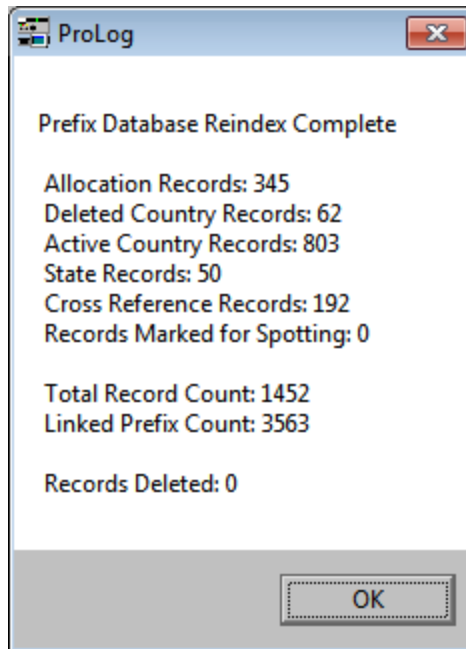 ProLog
Prefix Database Reindex Complete
Allocation Records: 345
Deleted Country Records: 62
Active Country Records: 803
State Records: 50
Cross Reference Records: 192
Records Marked for Spotting: 0
Total Record Count: 1452
Linked Prefix Count: 3563
Records Deleted: 0
OK